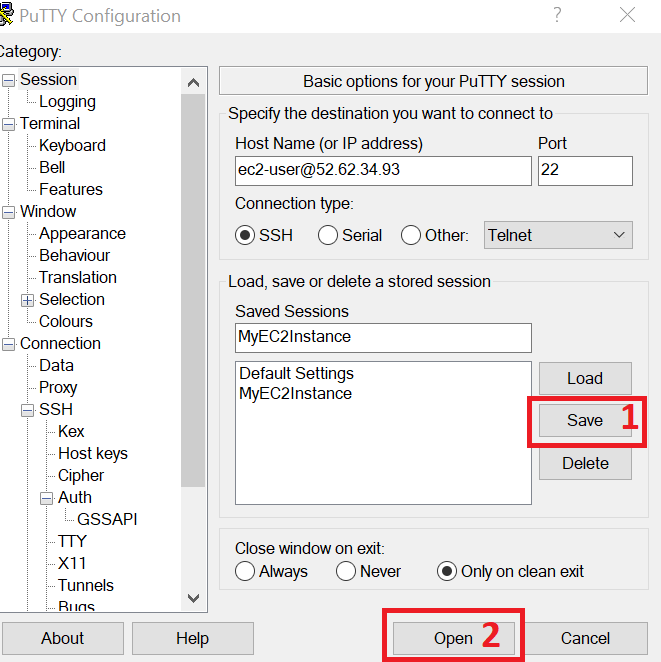 PuTTY Configuration
?
Category:
Session
Logging
Terminal
Keyboard
Bell
Features
Window
Appearance
Behaviour
Translation
Selection
Colours
Connection
Data
Proxy
SSH
Kex
Host keys
Cipher
Auth
GSSAPI
TTY
X11
Tunnels
Bugs
Basic options for your PuTTY session
Specify the destination you want to connect to
Host Name (or IP address) Port
ec2-user@52.62.34.93 22
Connection type:
SSH Serial Other: Telnet
Load, save or delete a stored session
Saved Sessions
MyEC2Instance
Default Settings
MyEC2Instance
Load
Save 1
Delete
Close window on exit:
Always Never Only on clean exit
About Help Open 2 Cancel